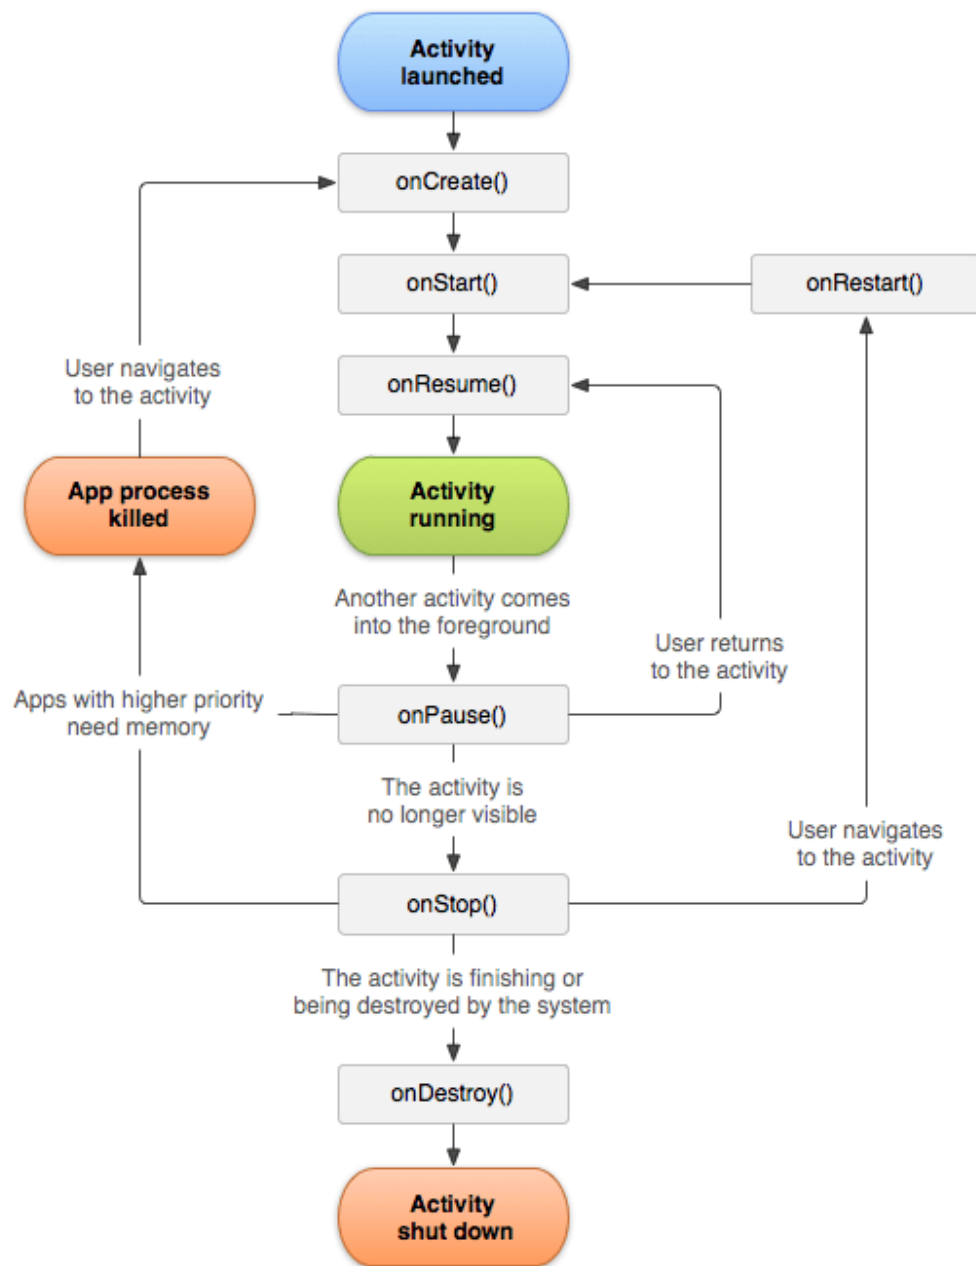 Activity
launched
onCreate()
onStart()
onRestart()
User navigates
to the activity
onResume()
App process
killed
Activity
running
Another activity comes
into the foreground
User returns
to the activity
Apps with higher priority
need memory
onPause()
The activity is
no longer visible
User navigates
to the activity
onStop()
The activity is finishing or
being destroyed by the system
onDestroy()
Activity
shut down